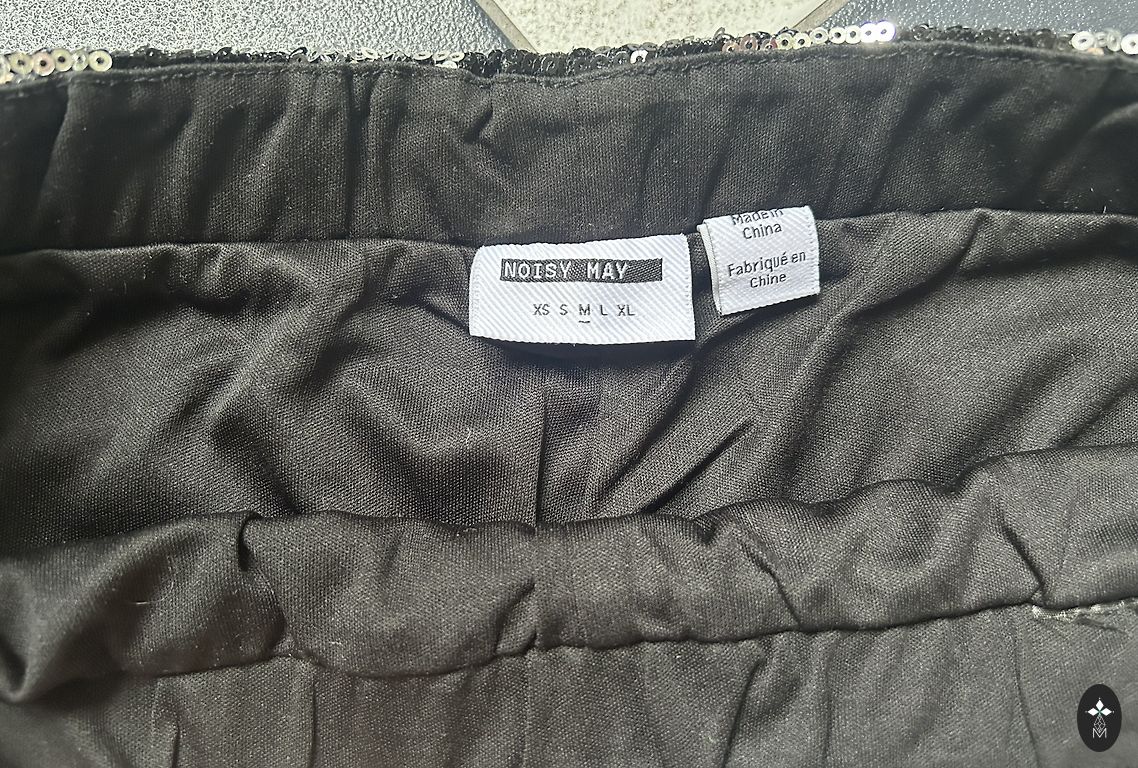 NOISY MAY
XS S M L XL
Made in
China
Fabriqué en
Chine
M